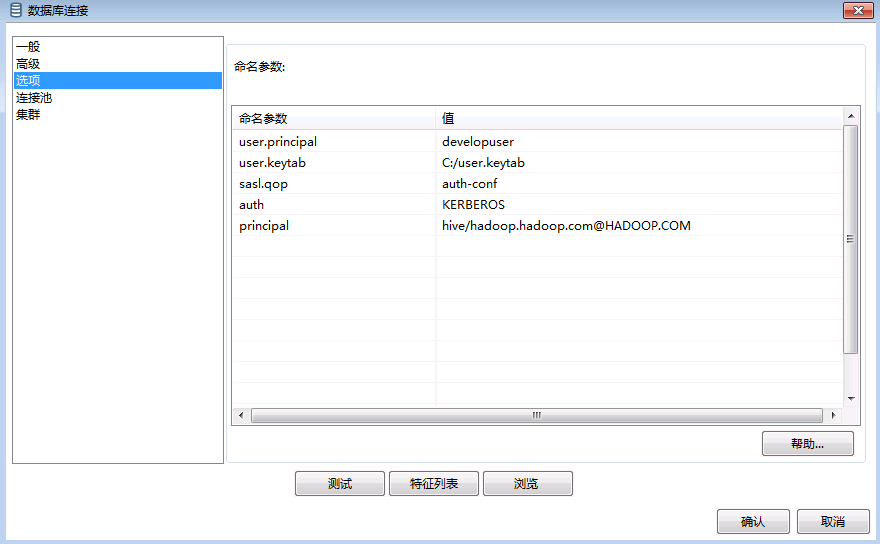 数据库连接
一般
高级
选项
连接池
集群
命名参数:
命名参数 值
user.principal developuser
user.keytab C:/user.keytab
sasl.qop auth-conf
auth KERBEROS
principal hive/hadoop.hadoop.com@HADOOP.COM
帮助...
测试 特征列表 浏览
确认 取消